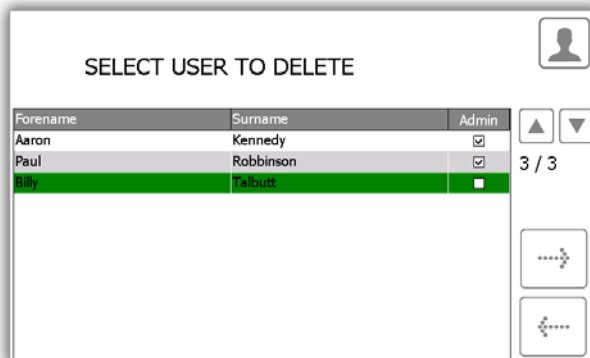 SELECT USER TO DELETE
Forename Surname Admin
Aaron Kennedy
Paul Robbinson
3 / 3
Billy Talbutt